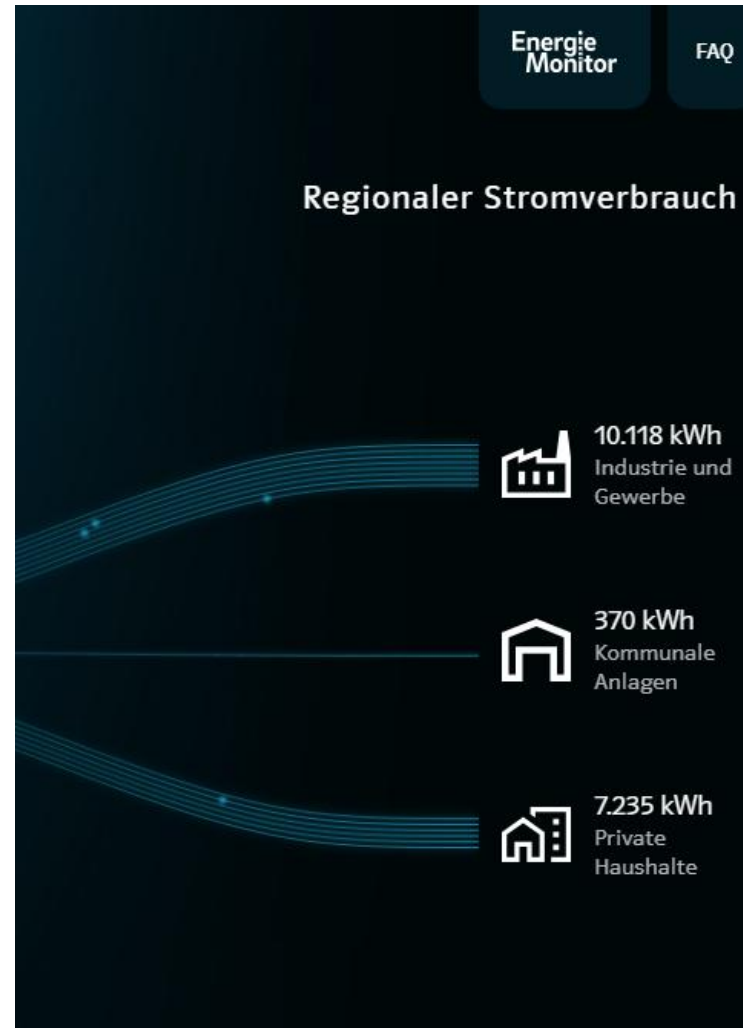 Energie
Monitor
FAQ
Regionaler Stromverbrauch
10.118 kWh
Industrie und
Gewerbe
370 kWh
Kommunale
Anlagen
7.235 kWh
Private
Haushalte